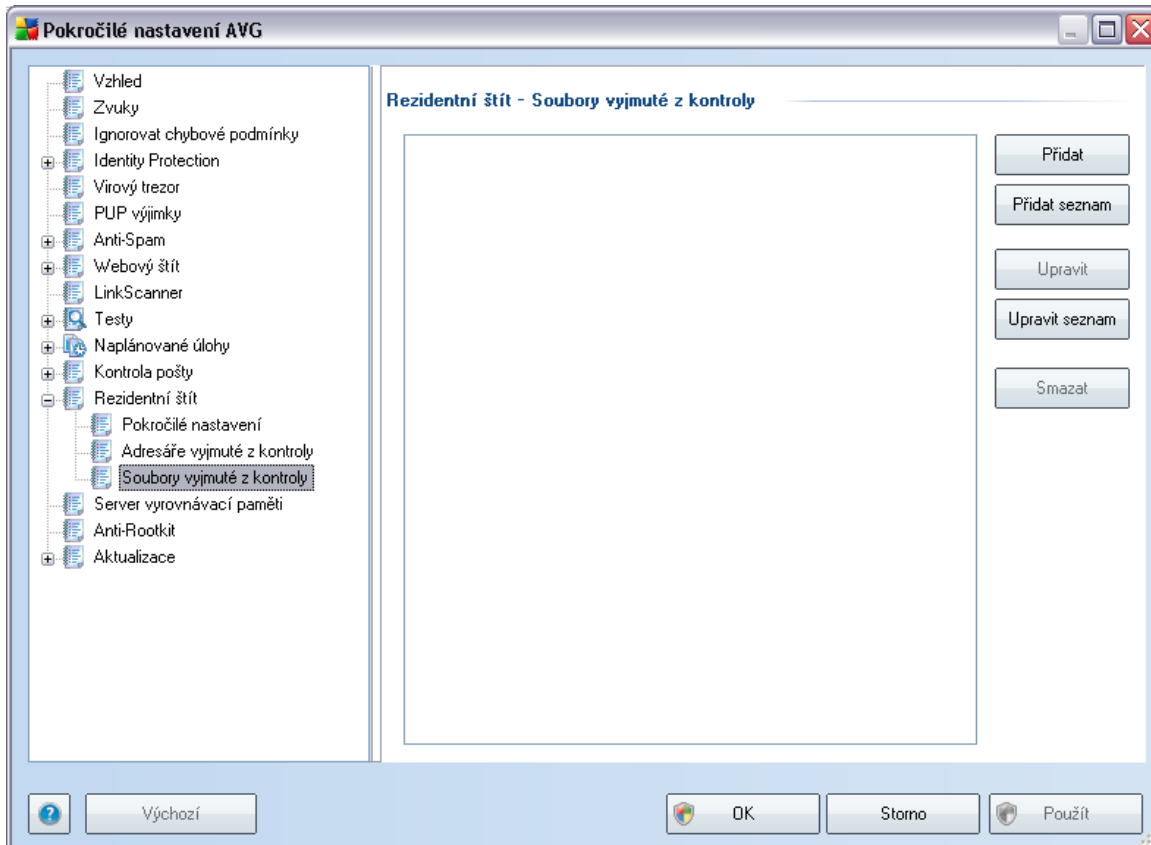 Pokročilé nastavení AVG
Vzhled
Zvuky
Ignorovat chybové podmínky
Identity Protection
Virový trezor
PUP výjimky
Anti-Spam
Webový štít
LinkScanner
Testy
Naplánované úlohy
Kontrola pošty
Rezidentní štít
Pokročilé nastavení
Adresáře vyjmuté z kontroly
Soubory vyjmuté z kontroly
Server vyrovnávací paměti
Anti-Rootkit
Aktualizace
Rezidentní štít - Soubory vyjmuté z kontroly
Přidat
Přidat seznam
Upravit
Upravit seznam
Smazat
Výchozí
OK
Storno
Použít